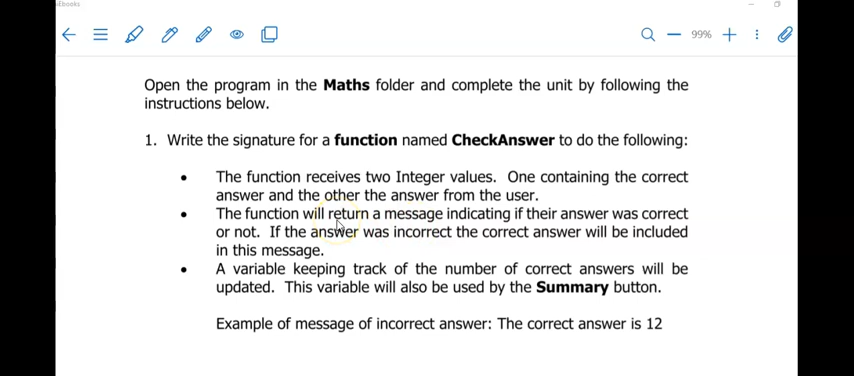 99%
Open the program in the Maths folder and complete the unit by following the
instructions below.
1. Write the signature for a function named CheckAnswer to do the following:
• The function receives two Integer values. One containing the correct
answer and the other the answer from the user.
• The function will return a message indicating if their answer was correct
or not. If the answer was incorrect the correct answer will be included
in this message.
• A variable keeping track of the number of correct answers will be
updated. This variable will also be used by the Summary button.
Example of message of incorrect answer: The correct answer is 12